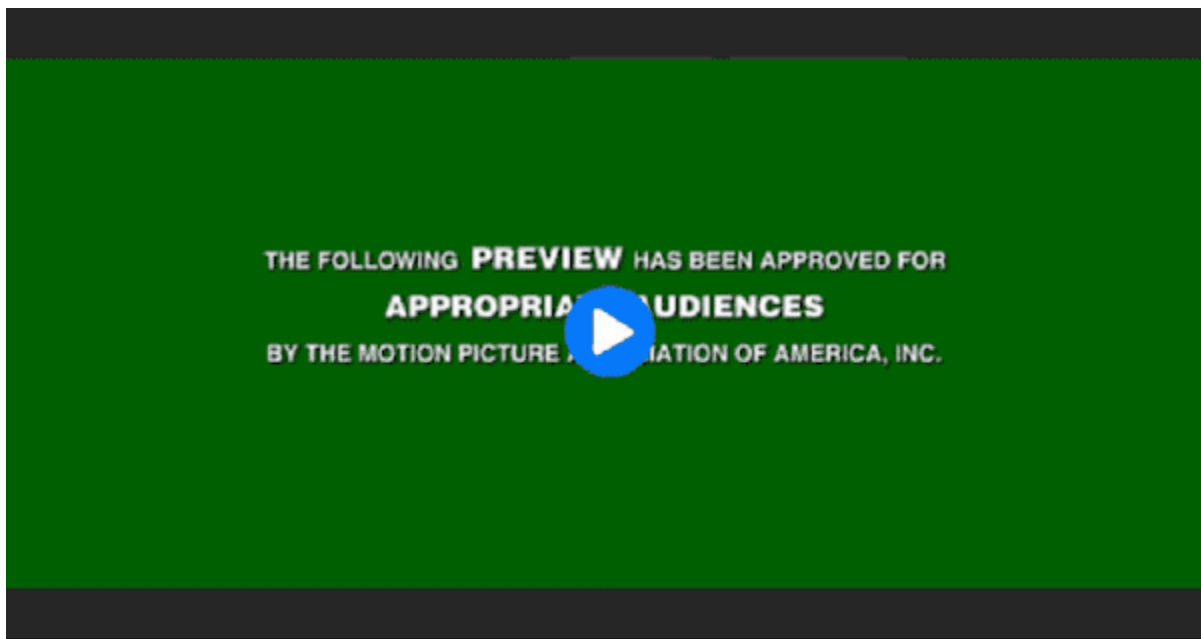 THE FOLLOWING PREVIEW HAS BEEN APPROVED FOR
BY THE MOTION PICTURE OF AMERICA, INC.